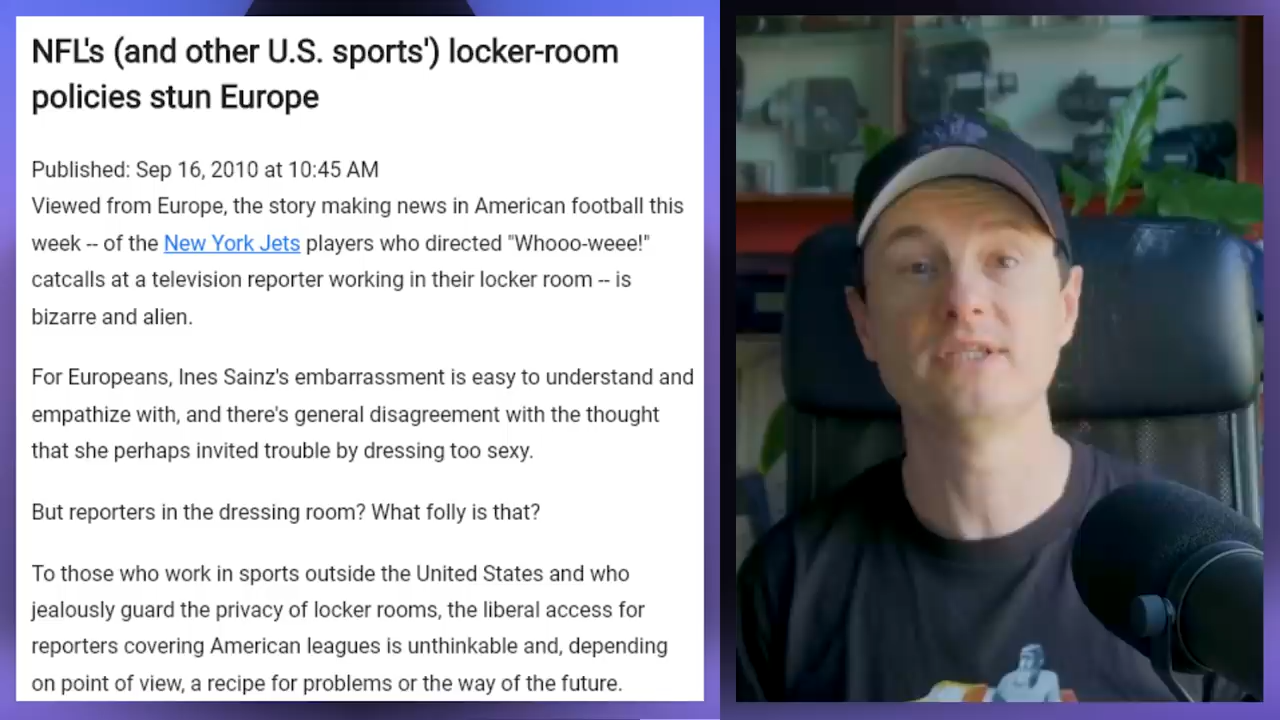 NFL's (and other U.S. sports') locker-room
policies stun Europe
Published: Sep 16, 2010 at 10:45 AM
Viewed from Europe, the story making news in American football this
week -- of the New York Jets players who directed "Whooo-weee!"
catcalls at a television reporter working in their locker room -- is
bizarre and alien.
For Europeans, Ines Sainz's embarrassment is easy to understand and
empathize with, and there's general disagreement with the thought
that she perhaps invited trouble by dressing too sexy.
But reporters in the dressing room? What folly is that?
To those who work in sports outside the United States and who
jealously guard the privacy of locker rooms, the liberal access for
reporters covering American leagues is unthinkable and, depending
on point of view, a recipe for problems or the way of the future.